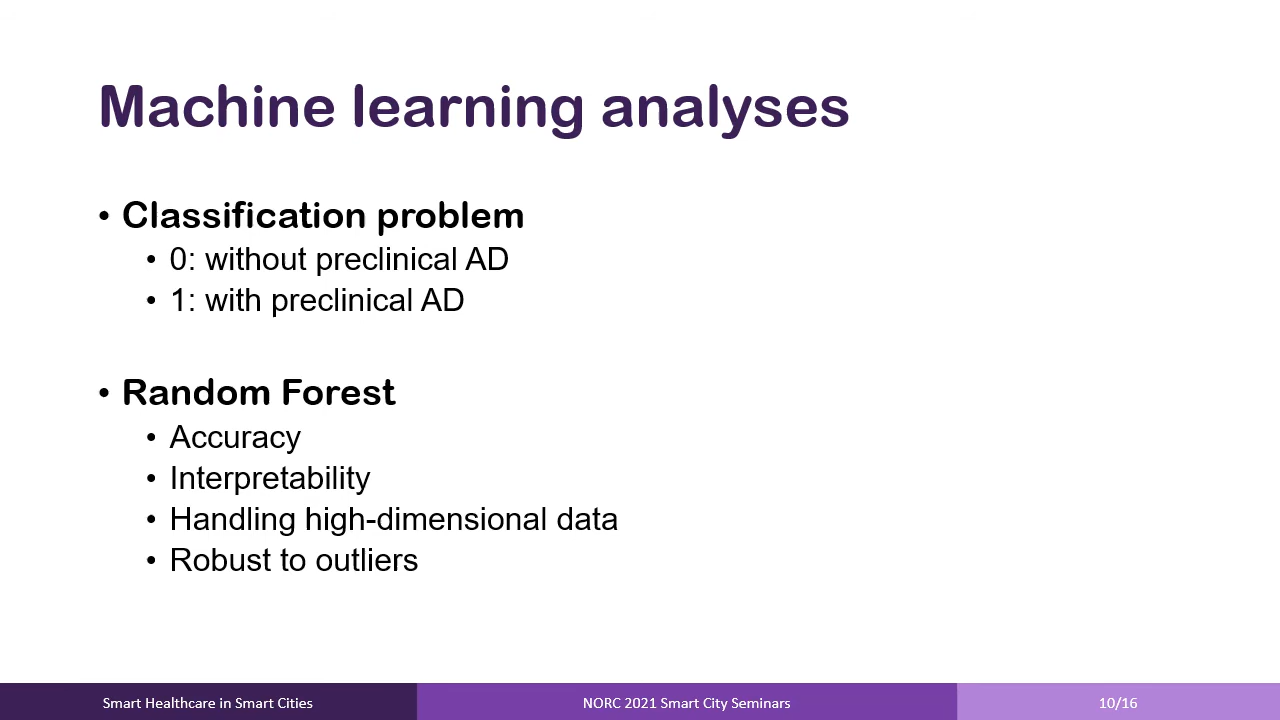 Machine learning analyses
• Classification problem
• 0: without preclinical AD
• 1: with preclinical AD
• Random Forest
• Accuracy
• Interpretability
• Handling high-dimensional data
• Robust to outliers
Smart Healthcare in Smart Cities
NORC 2021 Smart City Seminars
10/16